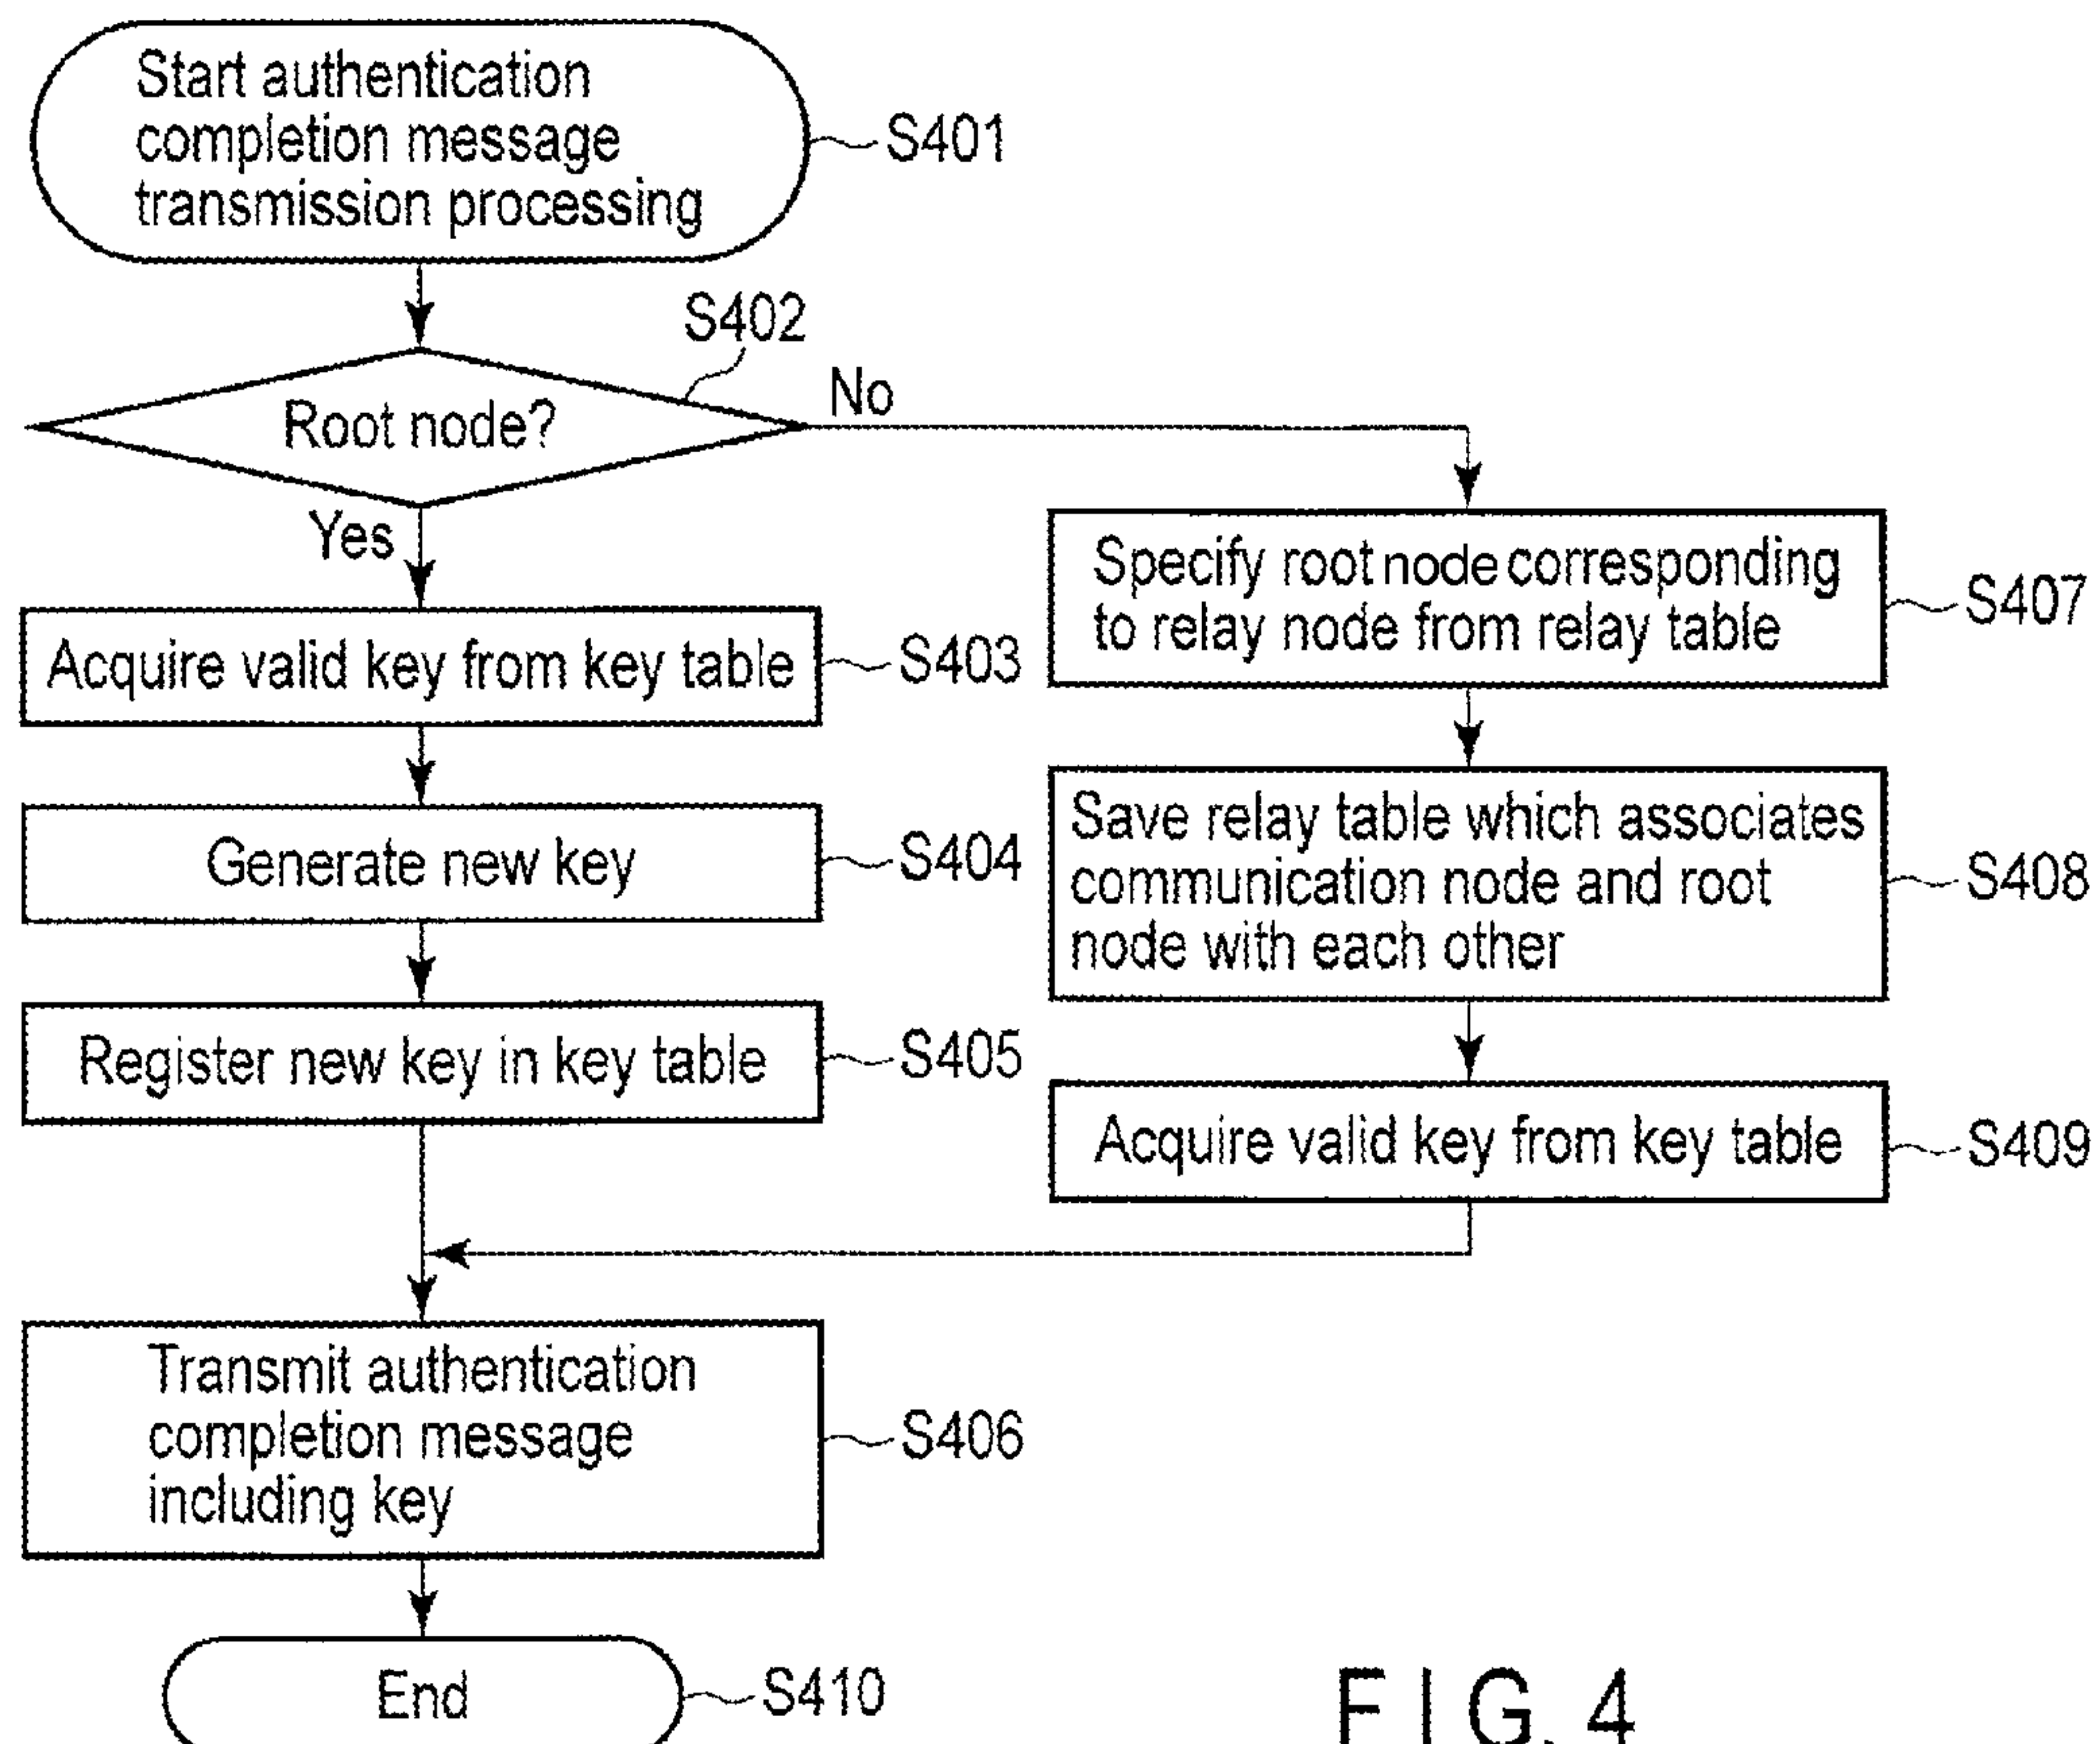 Start authentication
completion message
transmission processing
S401
S402
Root node?
No
Yes
Acquire valid key from key table
S403
Generate new key
S404
Register new key in key table
S405
Specify root node corresponding
to relay node from relay table
S407
Save relay table which associates
communication node and root
node with each other
S408
Acquire valid key from key table
S409
Transmit authentication
completion message
including key
S406
End
S410
FIG. 4